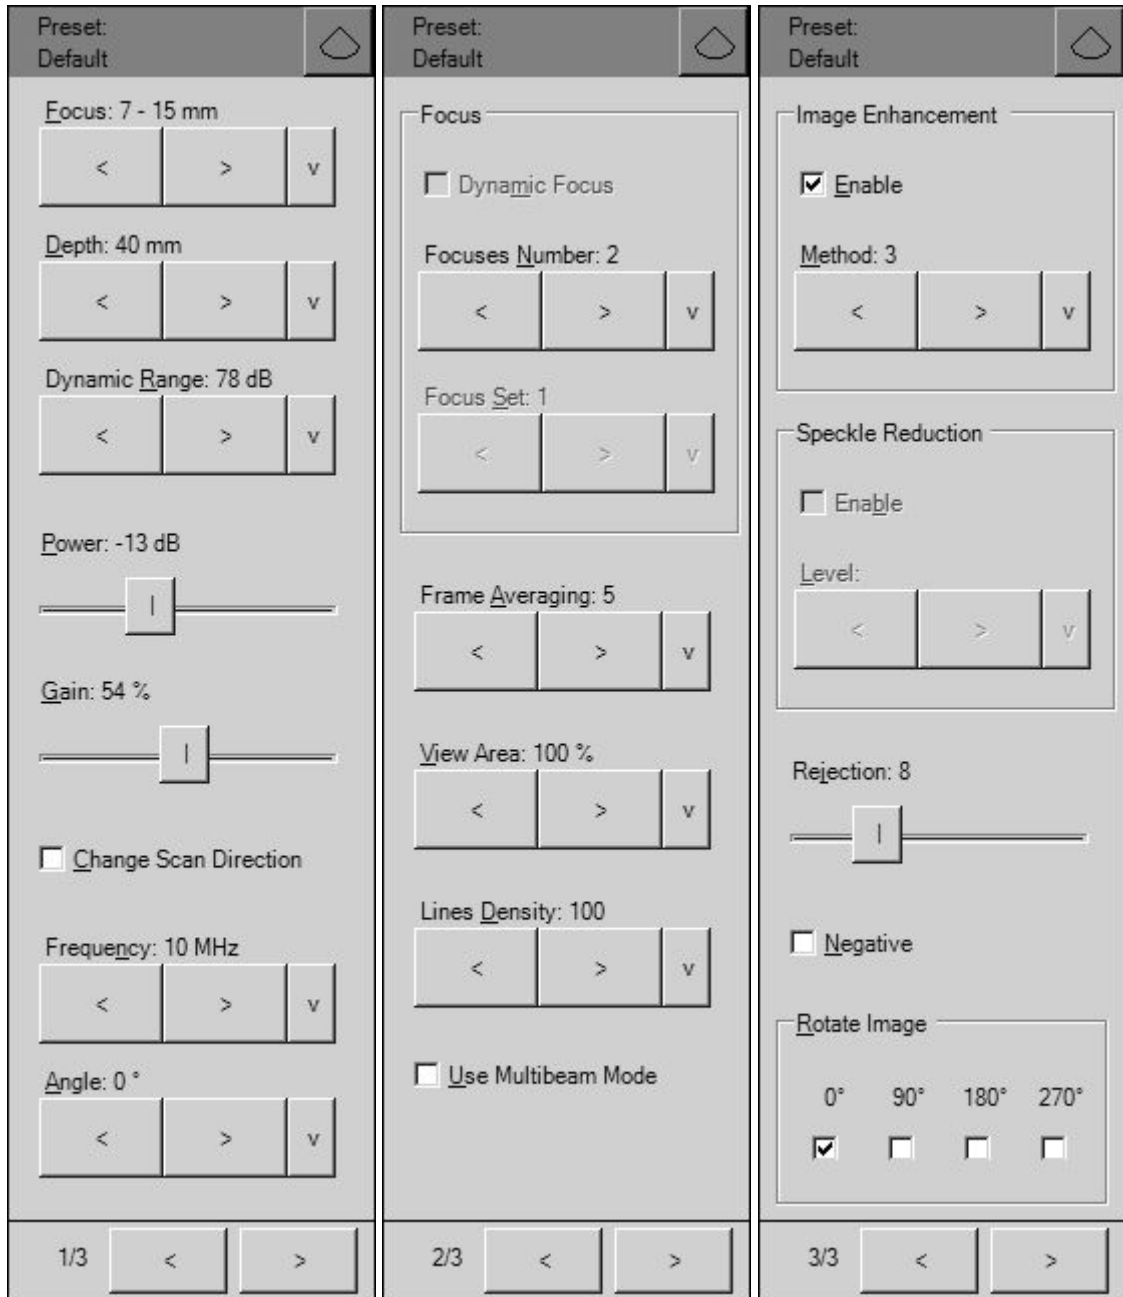 Preset:
Default
Focus: 7 - 15 mm
< > v
Depth: 40 mm
< > v
Dynamic Range: 78 dB
< > v
Power: -13 dB
Gain: 54 %
Change Scan Direction
Frequency: 10 MHz
< > v
Angle: 0 °
< > v
1/3 < >
Preset:
Default
Focus
Dynamic Focus
Focuses Number: 2
< > v
Focus Set: 1
< > v
Frame Averaging: 5
< > v
View Area: 100 %
< > v
Lines Density: 100
< > v
Use Multibeam Mode
2/3 < >
Preset:
Default
Image Enhancement
Enable
Method: 3
< > v
Speckle Reduction
Enable
Level:
< > v
Rejection: 8
Negative
Rotate Image
0° 90° 180° 270°
3/3 < >